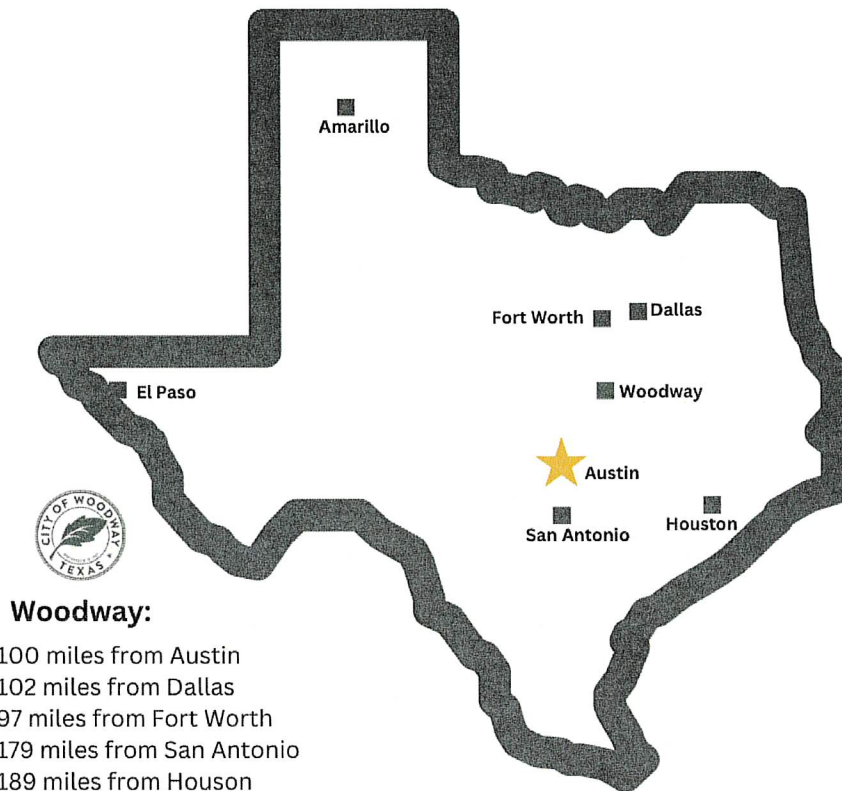 Amarillo
Fort Worth
Dallas
El Paso
Woodway
Austin
San Antonio
Houston
CITY OF WOODWAY
TEXAS
Woodway:
100 miles from Austin
102 miles from Dallas
97 miles from Fort Worth
179 miles from San Antonio
189 miles from Houson